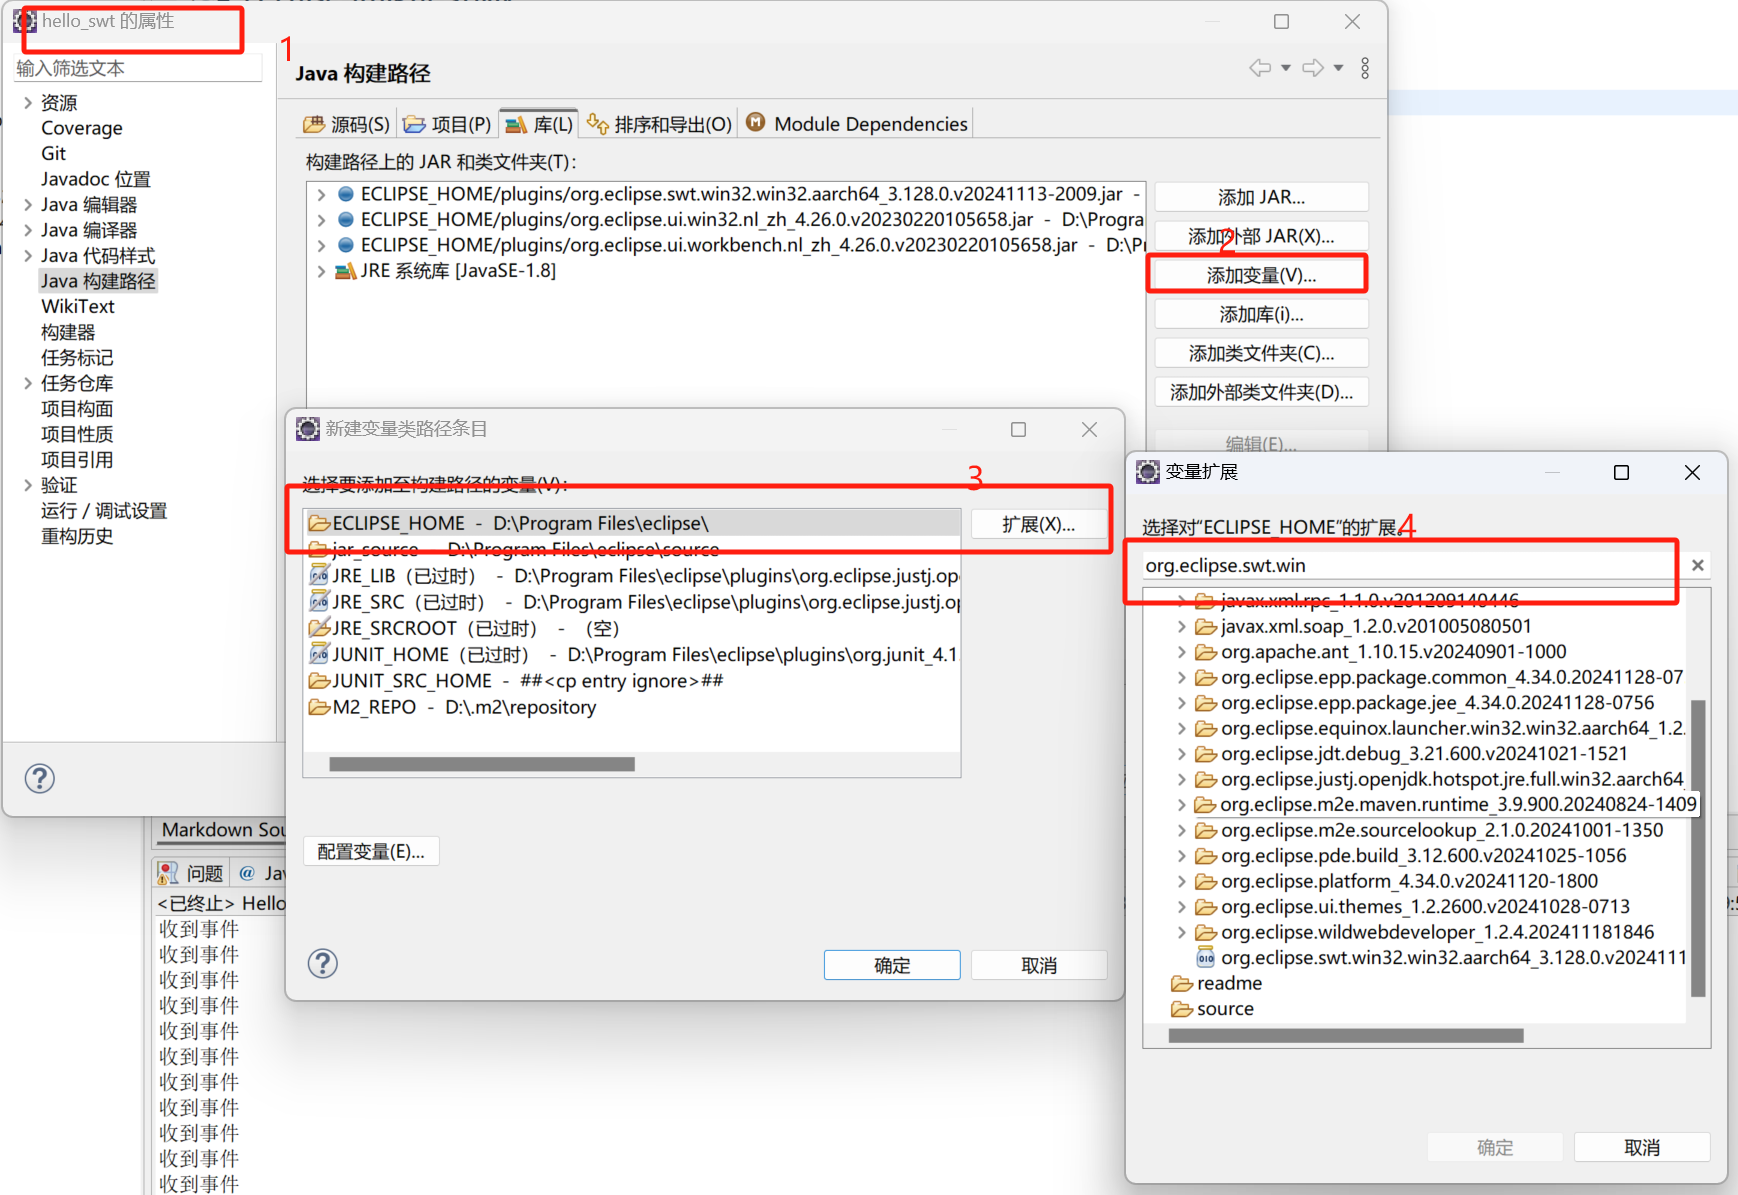 hello_swt 的属性
1
输入筛选文本
资源
Coverage
Git
Javadoc 位置
Java 编辑器
Java 编译器
Java 代码样式
Java 构建路径
WikiText
构建器
任务标记
任务仓库
项目构面
项目性质
项目引用
验证
运行 / 调试设置
重构历史
Java 构建路径
源码(S)
项目(P)
库(L)
排序和导出(O)
Module Dependencies
构建路径上的 JAR 和类文件夹(T)：
ECLIPSE_HOME/plugins/org.eclipse.swt.win32.win32.aarch64_3.128.0.v20241113-2009.jar -
ECLIPSE_HOME/plugins/org.eclipse.ui.win32.nl_zh_4.26.0.v20230220105658.jar - D:\Progra
ECLIPSE_HOME/plugins/org.eclipse.ui.workbench.nl_zh_4.26.0.v20230220105658.jar - D:\Pr
JRE 系统库 [JavaSE-1.8]
添加 JAR...
添加外部 JAR(X)...
2
添加变量(V)...
添加库(i)...
添加类文件夹(C)...
添加外部类文件夹(D)...
编辑(E)...
新建变量类路径条目
选择要添加至构建路径的变量(V)：
3
ECLIPSE_HOME - D:\Program Files\eclipse\
扩展(X)...
jar_source - D:\Program Files\eclipse\source
JRE_LIB（已过时） - D:\Program Files\eclipse\plugins\org.eclipse.justj.op
JRE_SRC（已过时） - D:\Program Files\eclipse\plugins\org.eclipse.justj.op
JRE_SRCROOT（已过时） - （空）
JUNIT_HOME（已过时） - D:\Program Files\eclipse\plugins\org.junit_4.1.
JUNIT_SRC_HOME - ##<cp entry ignore>##
M2_REPO - D:\.m2\repository
配置变量(E)...
确定
取消
变量扩展
选择对“ECLIPSE_HOME”的扩展。
4
org.eclipse.swt.win
javax.xml.rpc_1.1.0.v201209140446
javax.xml.soap_1.2.0.v201005080501
org.apache.ant_1.10.15.v20240901-1000
org.eclipse.epp.package.common_4.34.0.20241128-07
org.eclipse.epp.package.jee_4.34.0.20241128-0756
org.eclipse.equinox.launcher.win32.win32.aarch64_1.2.
org.eclipse.jdt.debug_3.21.600.v20241021-1521
org.eclipse.justj.openjdk.hotspot.jre.full.win32.aarch64_
org.eclipse.m2e.maven.runtime_3.9.900.20240824-1409
org.eclipse.m2e.sourcelookup_2.1.0.20241001-1350
org.eclipse.pde.build_3.12.600.v20241025-1056
org.eclipse.platform_4.34.0.v20241120-1800
org.eclipse.ui.themes_1.2.2600.v20241028-0713
org.eclipse.wildwebdeveloper_1.2.4.202411181846
org.eclipse.swt.win32.win32.aarch64_3.128.0.v2024111
readme
source
确定
取消
Markdown Sou
问题
@ Jav
<已终止> Hello
收到事件
收到事件
收到事件
收到事件
收到事件
收到事件
收到事件
收到事件
收到事件
收到事件
收到事件